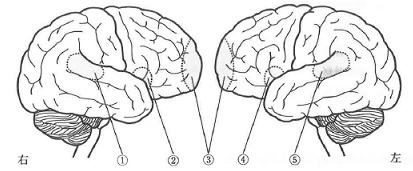 右 ① ② ③ ④ ⑤ 左